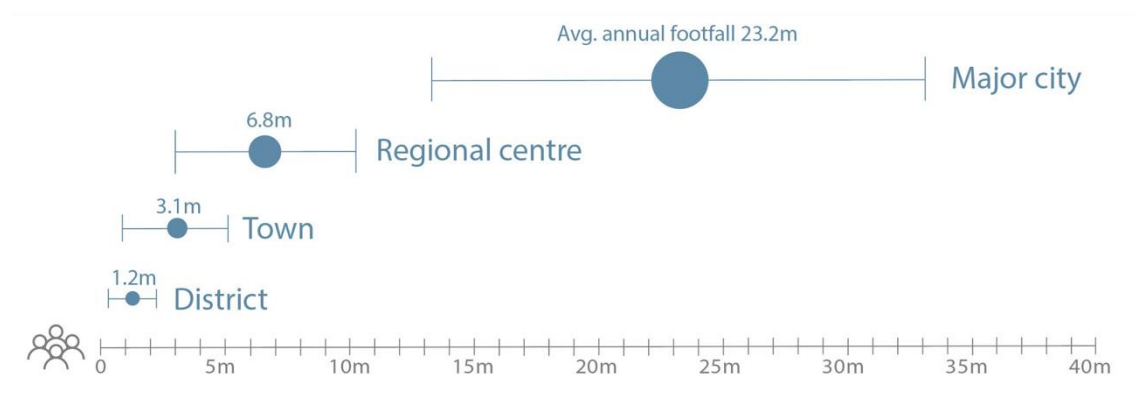 Avg. annual footfall 23.2m
Major city
6.8m
Regional centre
3.1m
Town
1.2m
District
0 5m 10m 15m 20m 25m 30m 35m 40m